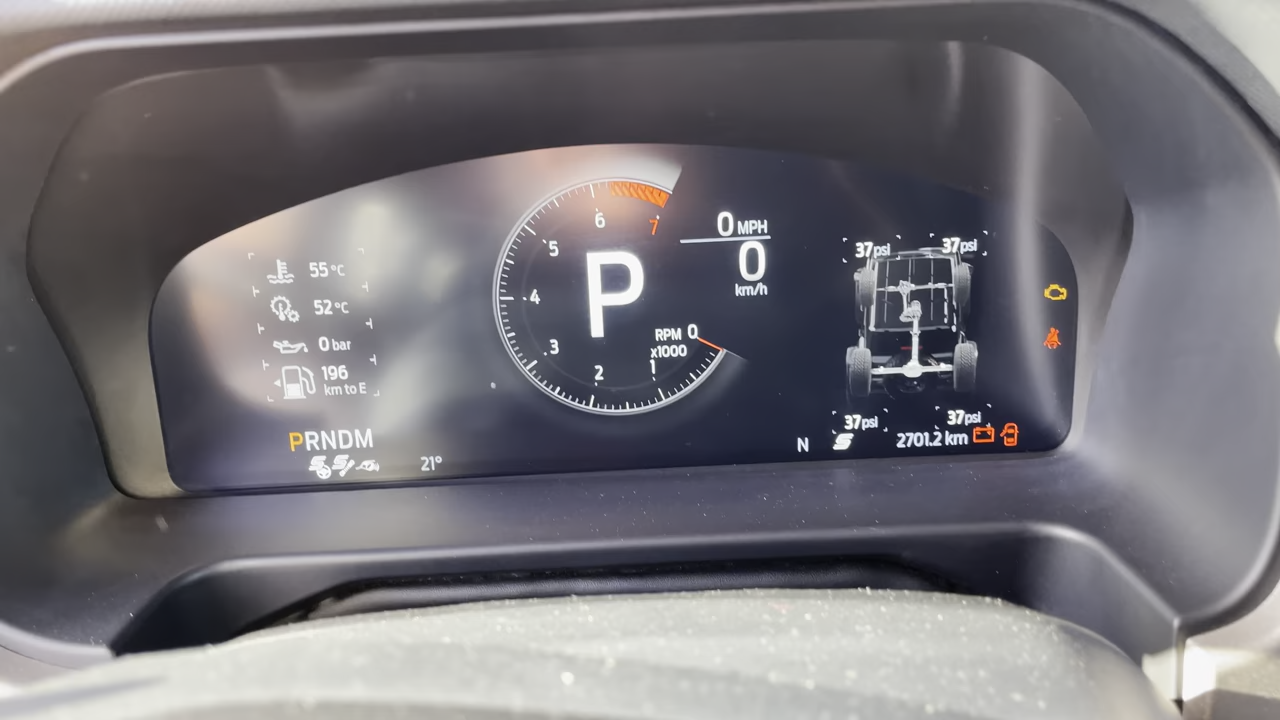 55°C
52°C
0 bar
196
km to E
PRNDM
21°
6
7
5
4
3
2
1
P
RPM 0
x1000
0 MPH
0
km/h
37psi 37psi
37psi 37psi
N S 2701.2 km